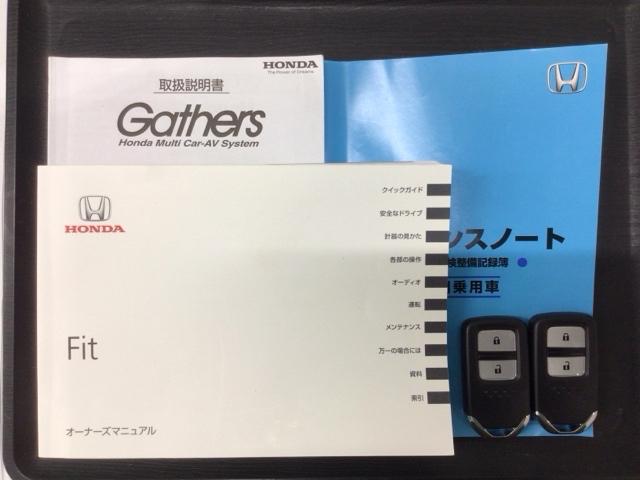 HONDA
The Power of Dreams
取扱説明書
Gathers
Honda Multi Car-AV System
HONDA
Fit
オーナーズマニュアル
クイックガイド
安全なドライブ
計器の見かた
各部の操作
オーディオ
運転
メンテナンス
万一の場合には
資料
索引
ンスノート
検整備記録簿
乗用車